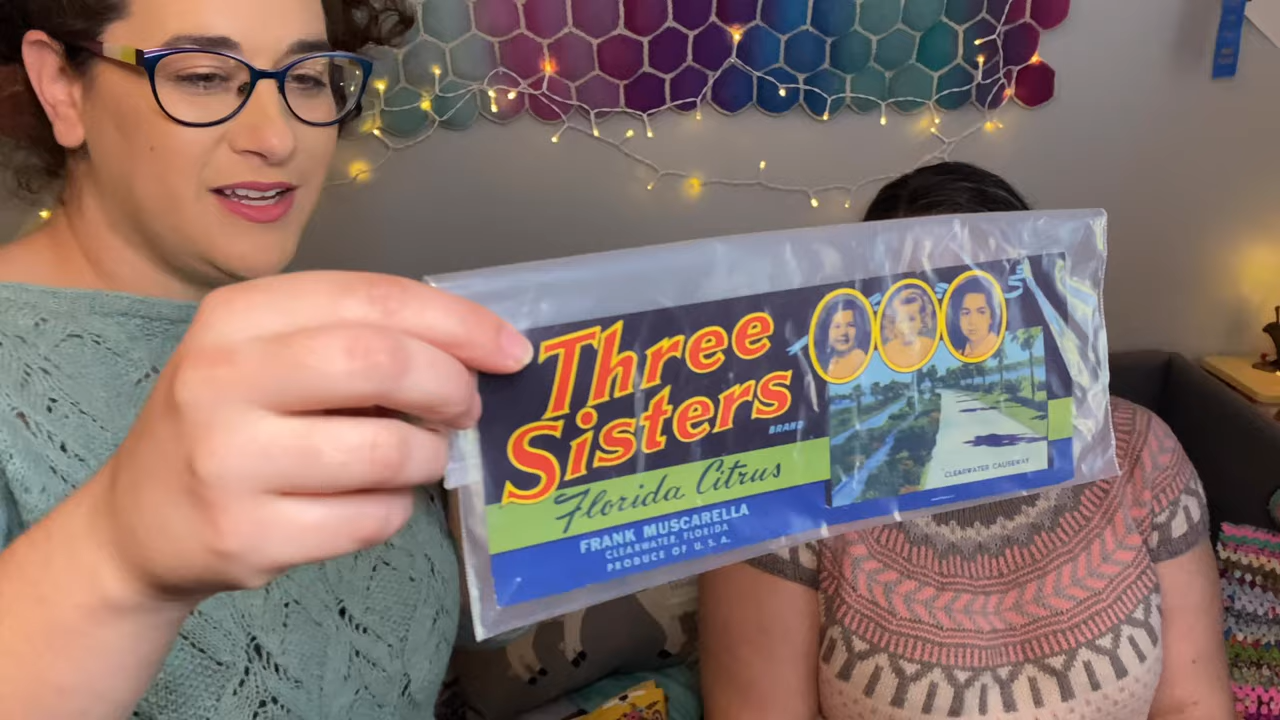 Three
Sisters
BRAND
Florida Citrus
FRANK MUSCARELLA
CLEARWATER, FLORIDA
PRODUCE OF U. S. A.
CLEARWATER CAUSEWAY